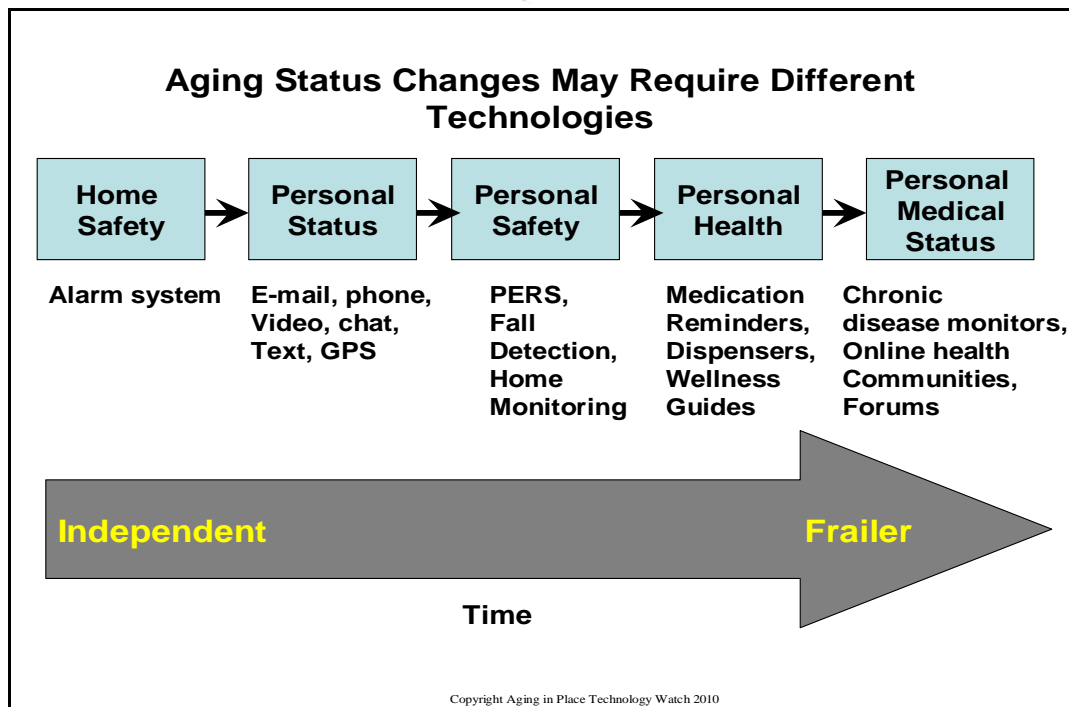 Aging Status Changes May Require Different
Technologies
Home
Safety
Personal
Status
Personal
Safety
Personal
Health
Personal
Medical
Status
Alarm system
E-mail, phone,
Video, chat,
Text, GPS
PERS,
Fall
Detection,
Home
Monitoring
Medication
Reminders,
Dispensers,
Wellness
Guides
Chronic
disease monitors,
Online health
Communities,
Forums
Independent
Frailer
Time
Copyright Aging in Place Technology Watch 2010